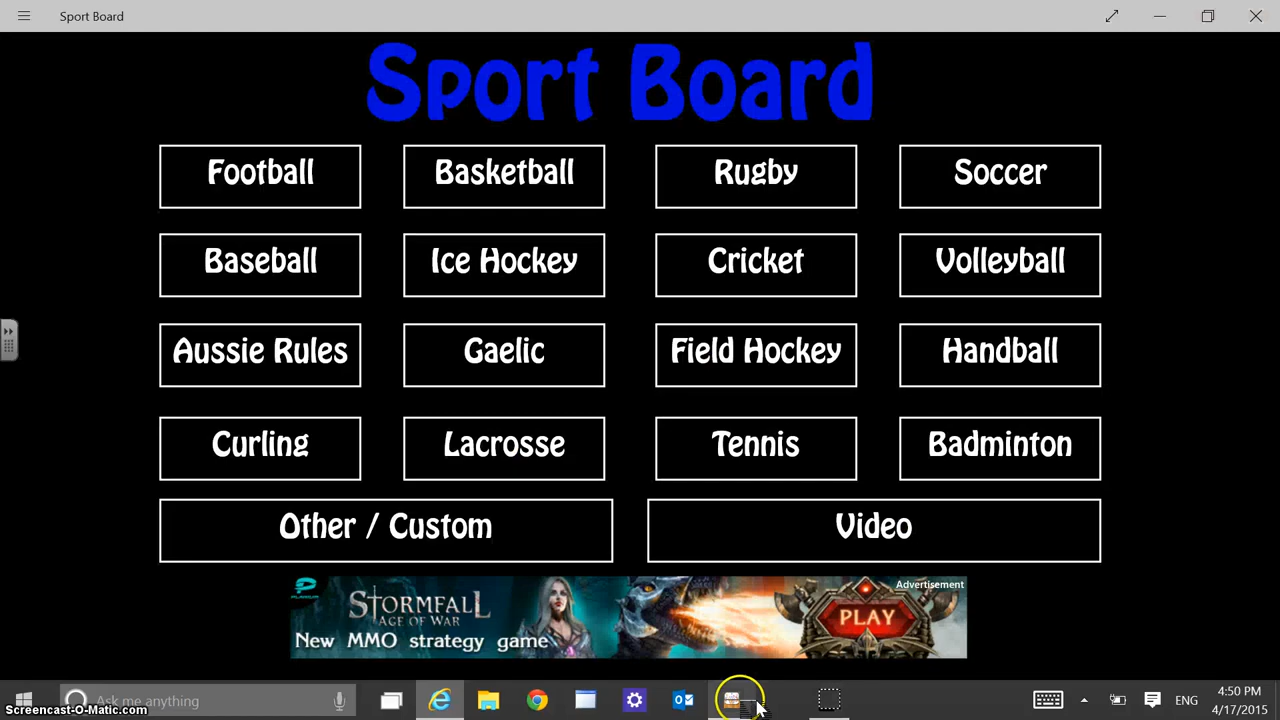 Sport Board
Sport Board
Football
Basketball
Rugby
Soccer
Baseball
Ice Hockey
Cricket
Volleyball
Aussie Rules
Gaelic
Field Hockey
Handball
Curling
Lacrosse
Tennis
Badminton
Other / Custom
Video
Advertisement
PLARIUM
STORMFALL
AGE OF WAR
New MMO strategy game
PLAY
Ask me anything
ENG
4:50 PM
4/17/2015
Screencast-O-Matic.com